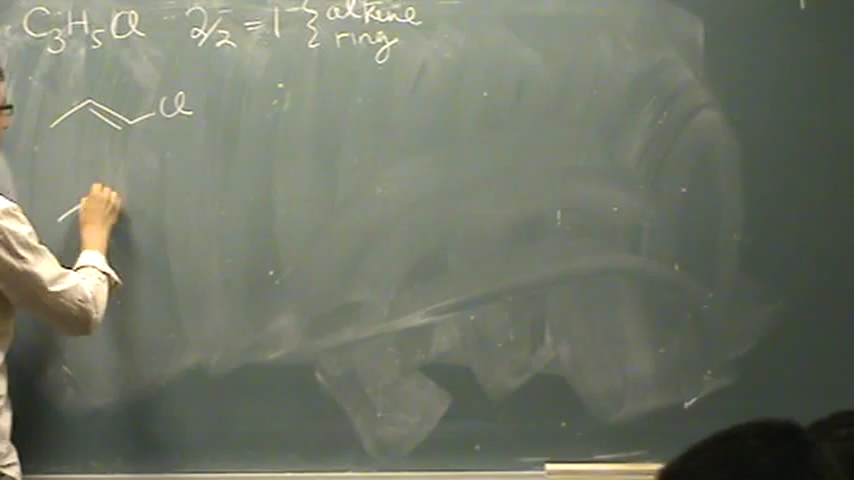 C₃H₅Cl 2/2 = 1 { alkene
ring
Cl